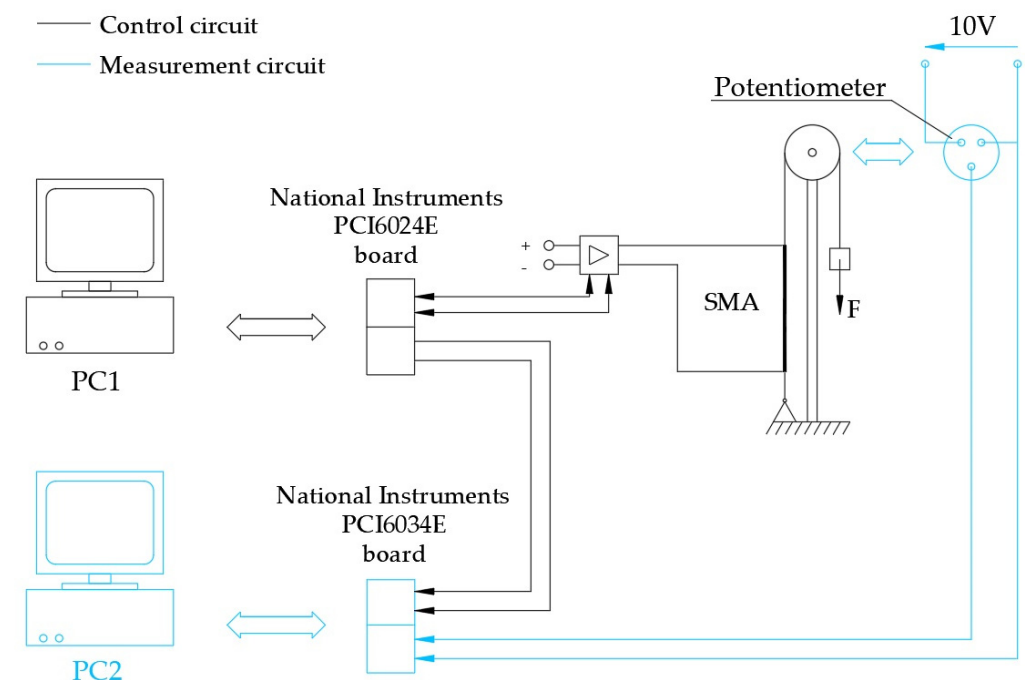 Control circuit
Measurement circuit
10V
Potentiometer
National Instruments
PCI6024E
board
+
-
SMA
F
PC1
National Instruments
PCI6034E
board
PC2